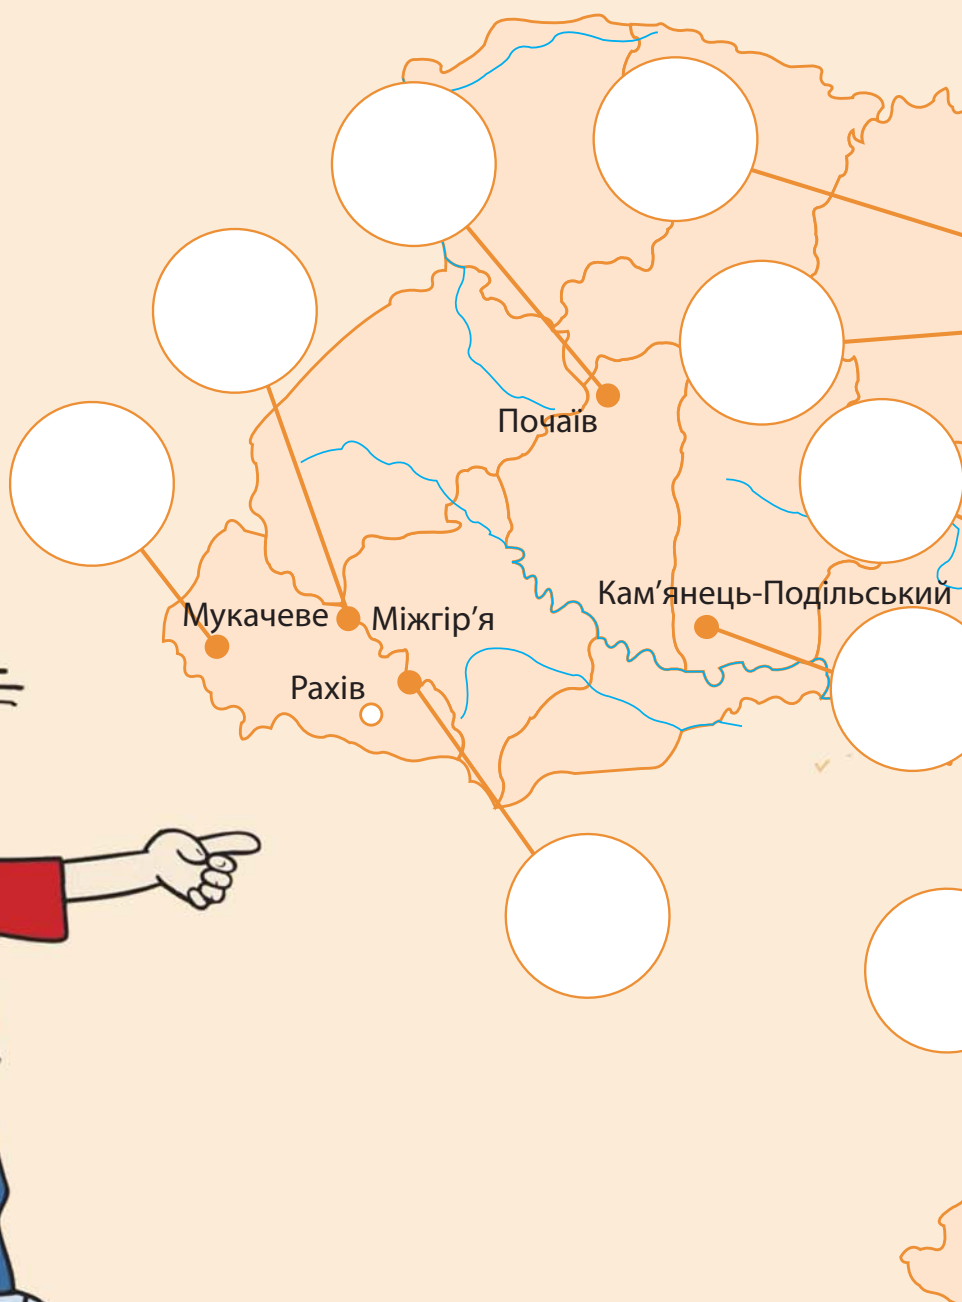 Почаїв
Кам’янець-Подільський
Мукачеве
Міжгір’я
Рахів